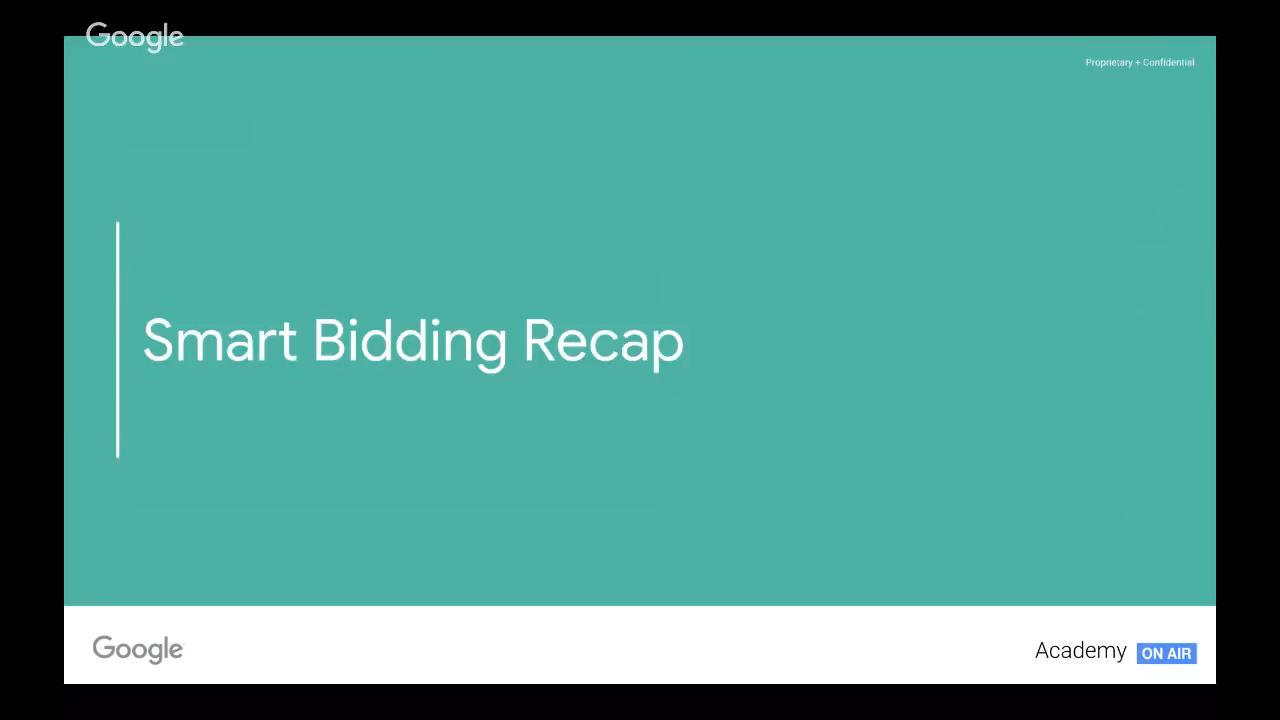 Google
Proprietary + Confidential
Smart Bidding Recap
Google
Academy ON AIR